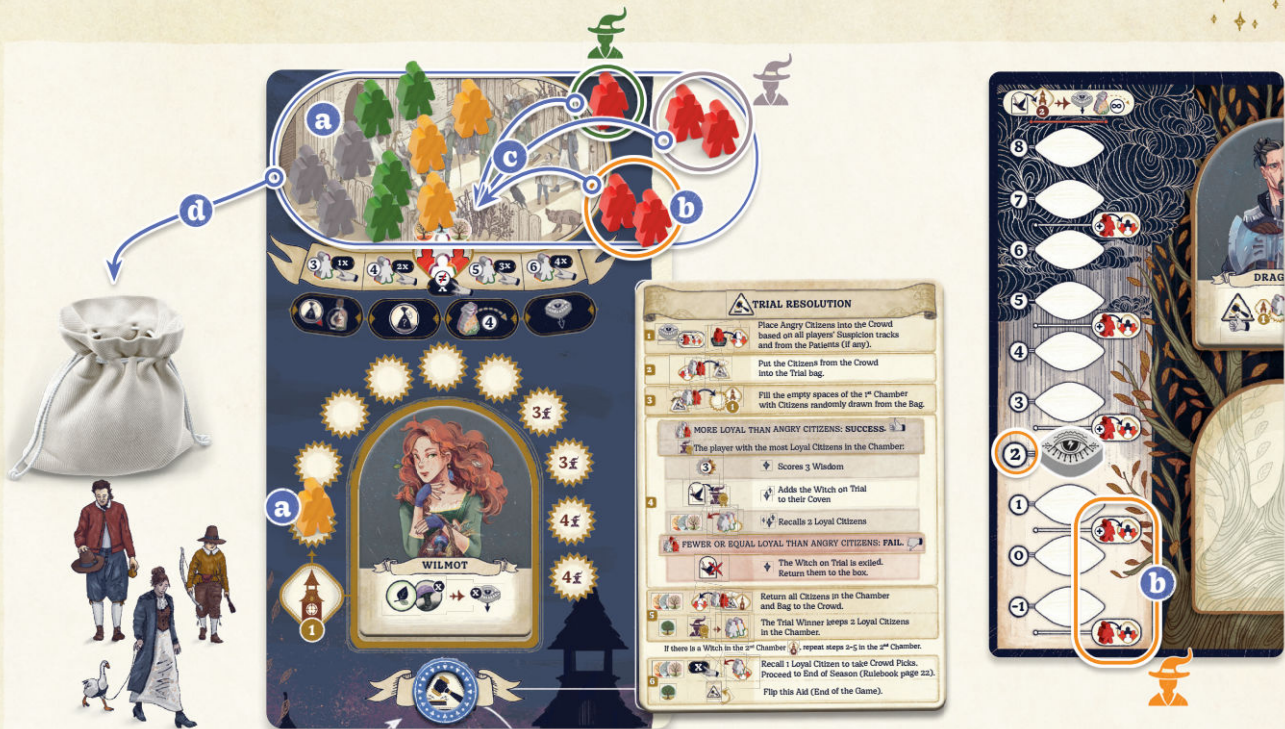 a
c
b
d
3 1x
4 2x
≠
x
5 3x
6 4x
?
4
3£
3£
4£
4£
a
WILMOT
x
x
1
TRIAL RESOLUTION
1
Place Angry Citizens into the Crowd
based on all players' Suspicion tracks
and from the Patients (if any).
2
Put the Citizens from the Crowd
into the Trial bag.
3
1
Fill the empty spaces of the 1st Chamber
with Citizens randomly drawn from the Bag.
4
MORE LOYAL THAN ANGRY CITIZENS: SUCCESS.
The player with the most Loyal Citizens in the Chamber:
3
Scores 3 Wisdom
Adds the Witch on Trial
to their Coven
Recalls 2 Loyal Citizens
FEWER OR EQUAL LOYAL THAN ANGRY CITIZENS: FAIL.
The Witch on Trial is exiled.
Return them to the box.
5
Return all Citizens in the Chamber
and Bag to the Crowd.
The Trial Winner keeps 2 Loyal Citizens
in the Chamber.
If there is a Witch in the 2nd Chamber, repeat steps 2-5 in the 2nd Chamber.
6
X
Recall 1 Loyal Citizen to take Crowd Picks.
Proceed to End of Season (Rulebook page 22).
Flip this Aid (End of the Game).
2
∞
8
7
+
6
5
+
4
3
+
2
1
+
0
-1
+
b
DRAG